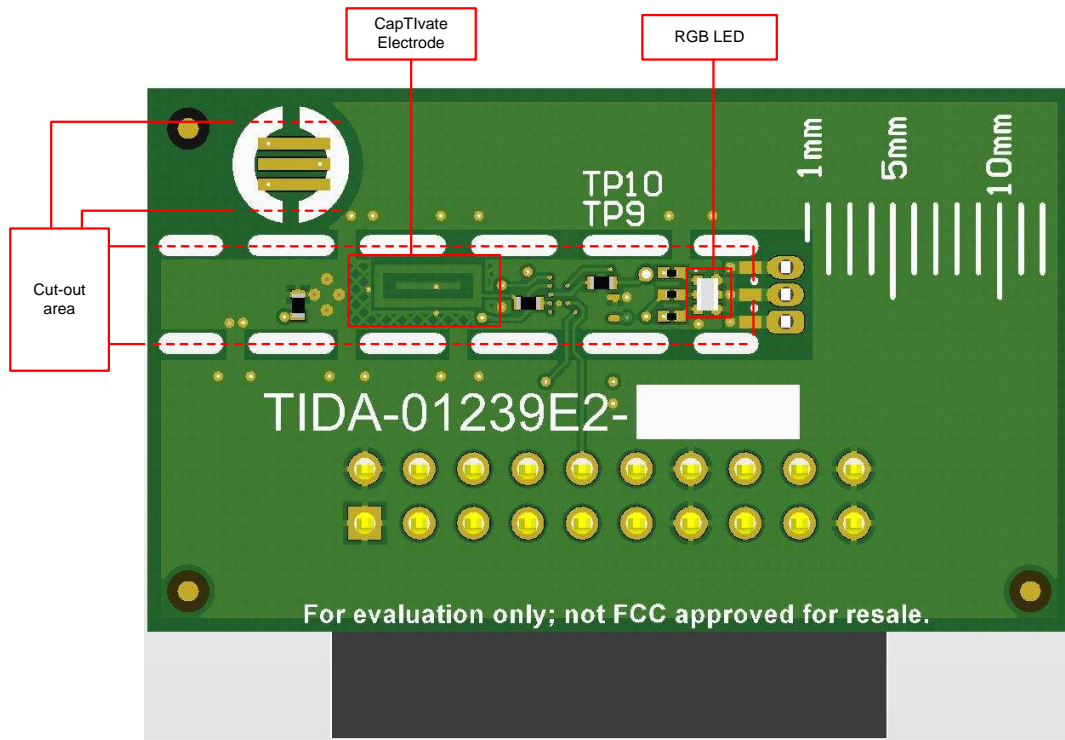 CapTIvate
Electrode
RGB LED
1mm
5mm
10mm
TP10
TP9
Cut-out
area
TIDA-01239E2-
For evaluation only; not FCC approved for resale.